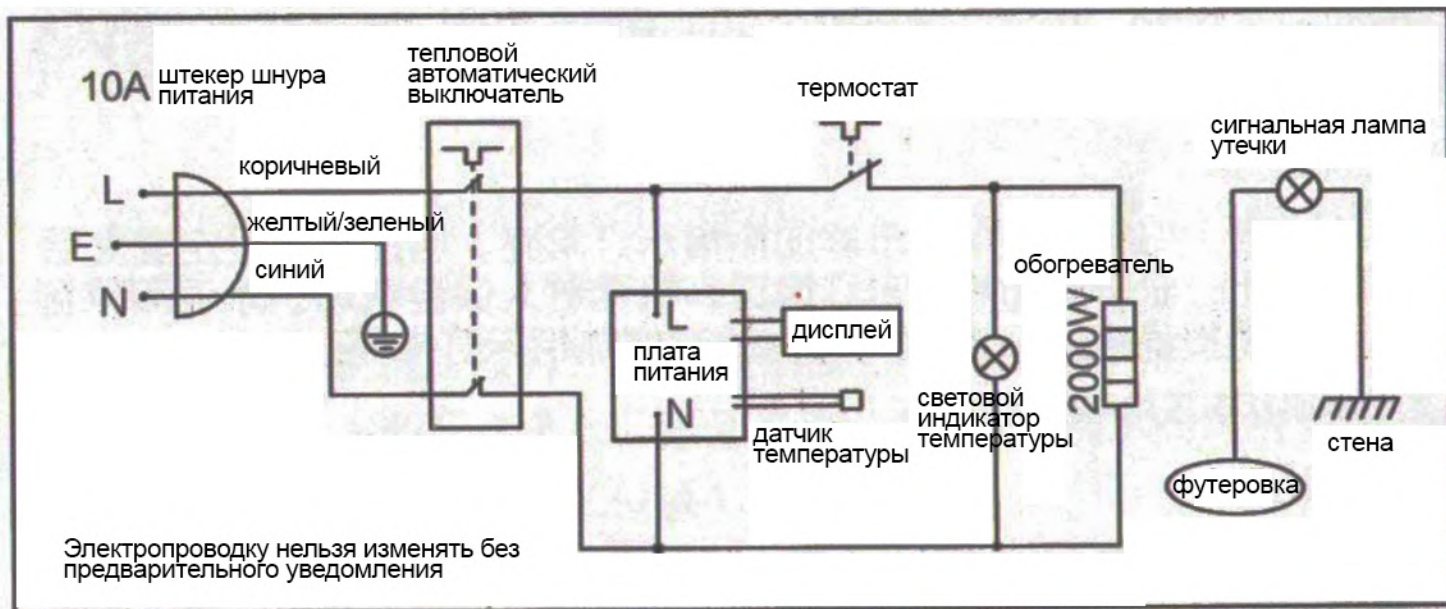 10A штекер шнура
питания
тепловой
автоматический
выключатель
термостат
сигнальная лампа
утечки
коричневый
L
желтый/зеленый
E
синий
N
обогреватель
L
дисплей
плата
питания
2000W
N
световой
индикатор
температуры
датчик
температуры
стена
футеровка
Электропроводку нельзя изменять без
предварительного уведомления